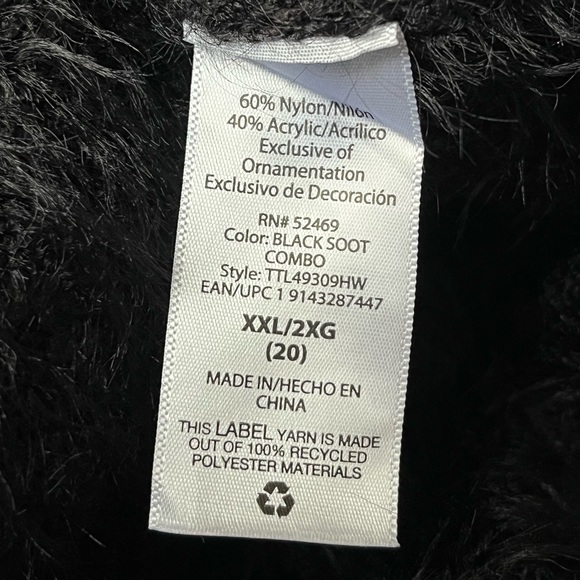 60% Nylon/Nilón
40% Acrylic/Acrílico
Exclusive of
Ornamentation
Exclusivo de Decoración
RN# 52469
Color: BLACK SOOT
COMBO
Style: TTL49309HW
EAN/UPC 1 9143287447
XXL/2XG
(20)
MADE IN/HECHO EN
CHINA
THIS LABEL YARN IS MADE
OUT OF 100% RECYCLED
POLYESTER MATERIALS